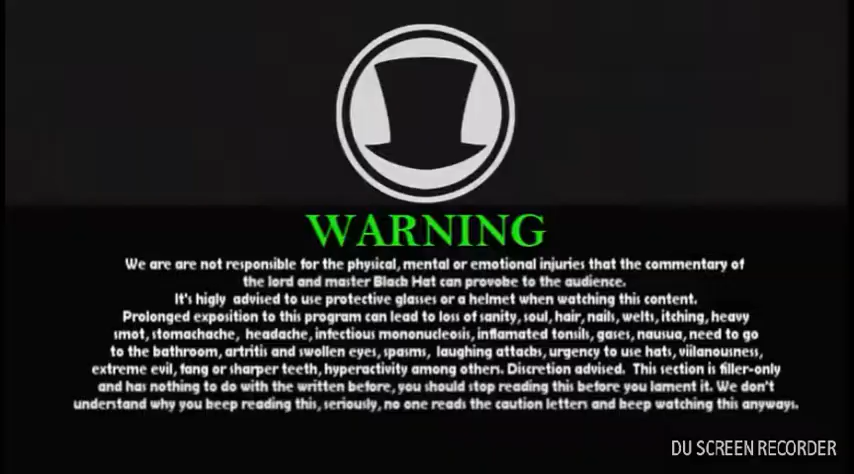 WARNING
We are are not responsible for the physical, mental or emotional injuries that the commentary of
the lord and master Black Hat can provoke to the audience.
It's higly advised to use protective glasses or a helmet when watching this content.
Prolonged exposition to this program can lead to loss of sanity, soul, hair, nails, welts, itching, heavy
smot, stomachache, headache, infectious mononucleosis, inflamated tonsils, gases, nausua, need to go
to the bathroom, artritis and swollen eyes, spasms, laughing attacks, urgency to use hats, viilanousness,
extreme evil, fang or sharper teeth, hyperactivity among others. Discretion advised. This section is filler-only
and has nothing to do with the written before, you should stop reading this before you lament it. We don't
understand why you keep reading this, seriously, no one reads the caution letters and keep watching this anyways.
DU SCREEN RECORDER